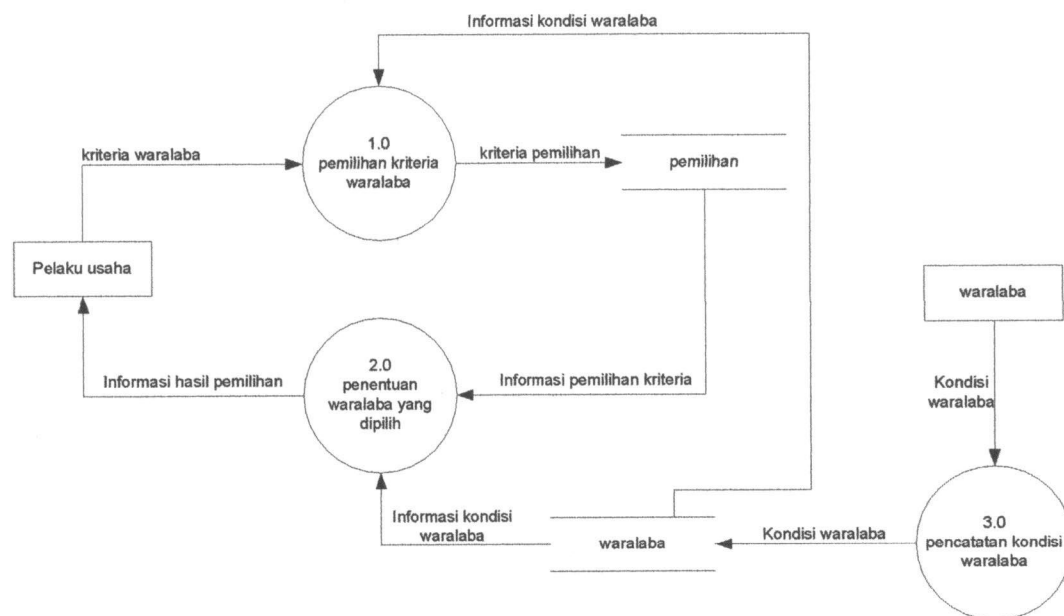 Informasi kondisi waralaba
1.0
pemilihan kriteria
waralaba
kriteria waralaba
kriteria pemilihan
pemilihan
Pelaku usaha
waralaba
2.0
penentuan
waralaba yang
dipilih
Informasi hasil pemilihan
Informasi pemilihan kriteria
Kondisi
waralaba
Informasi kondisi
waralaba
waralaba
Kondisi waralaba
3.0
pencatatan kondisi
waralaba